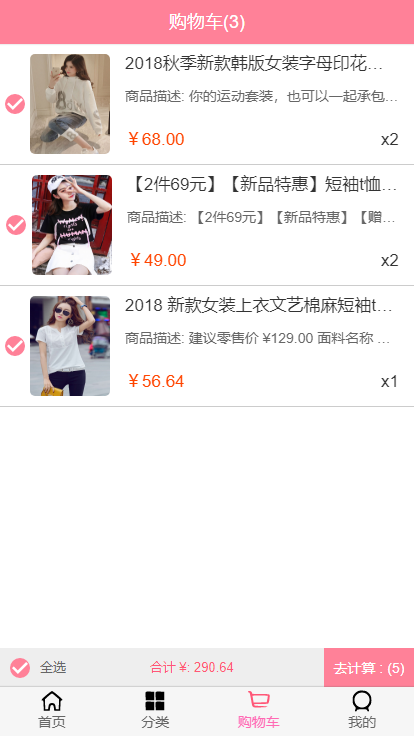 购物车(3)
2018秋季新款韩版女装字母印花…
商品描述: 你的运动套装，也可以一起承包…
￥68.00 x2
【2件69元】【新品特惠】短袖t恤…
商品描述: 【2件69元】【新品特惠】【赠…
￥49.00 x2
2018 新款女装上衣文艺棉麻短袖t…
商品描述: 建议零售价 ¥129.00 面料名称 …
￥56.64 x1
全选 合计 ¥: 290.64 去计算 : (5)
首页 分类 购物车 我的